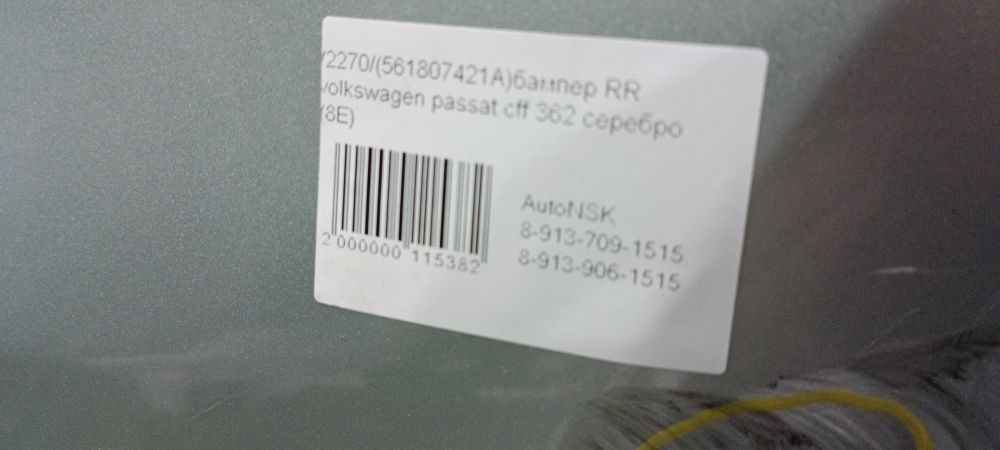 /2270/(561807421A)бампер RR
volkswagen passat cff 362 серебро
(8E)
2 000000 115382
AutoNSK
8-913-709-1515
8-913-906-1515